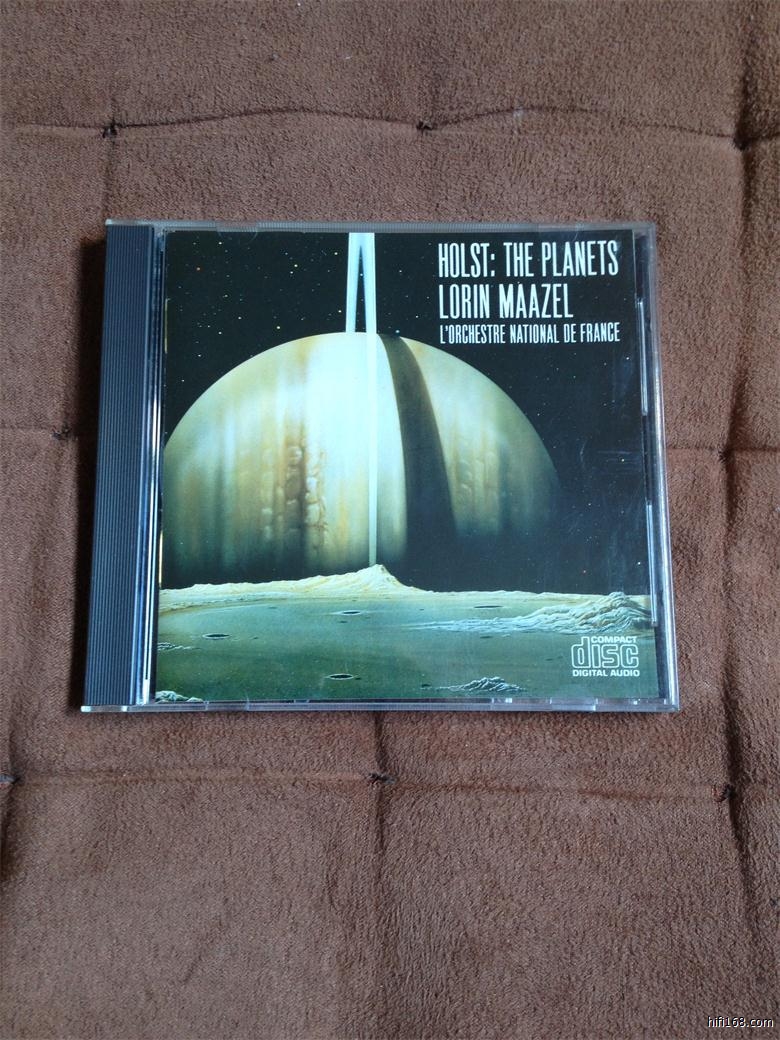 HOLST: THE PLANETS
LORIN MAAZEL
L'ORCHESTRE NATIONAL DE FRANCE
COMPACT
disc
DIGITAL AUDIO
hifi168.com